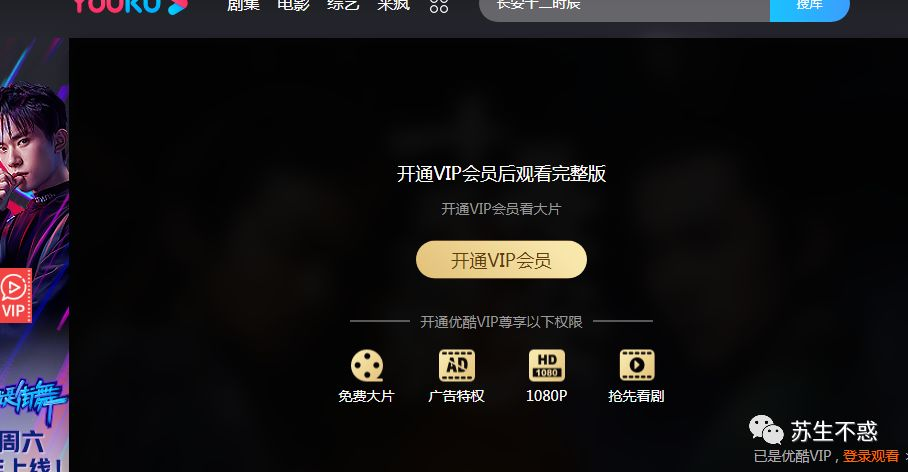 YOUKU 剧集 电影 综艺 来疯
长安十二时辰 搜库
开通VIP会员后观看完整版
开通VIP会员看大片
开通VIP会员
VIP
开通优酷VIP尊享以下权限
AD HD 1080
免费大片 广告特权 1080P 抢先看剧
是街舞
苏生不惑
周六
上线!
已是优酷VIP，登录观看 >